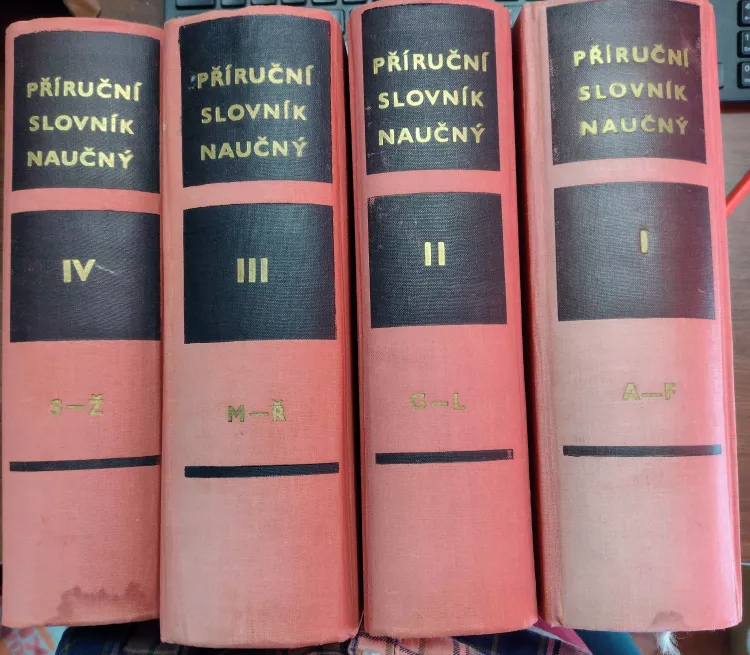 PŘÍRUČNÍ
SLOVNÍK
NAUČNÝ
IV
S–Ž
PŘÍRUČNÍ
SLOVNÍK
NAUČNÝ
III
M–Ř
PŘÍRUČNÍ
SLOVNÍK
NAUČNÝ
II
G–L
PŘÍRUČNÍ
SLOVNÍK
NAUČNÝ
I
A–F